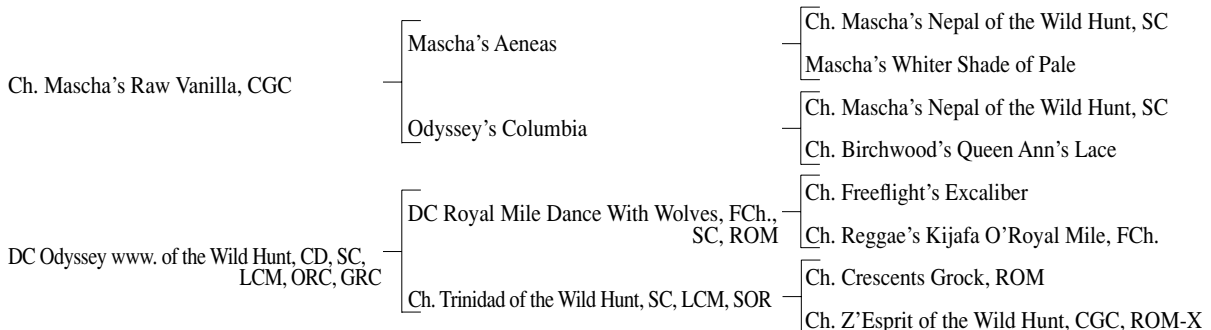 Ch. Mascha’s Raw Vanilla, CGC
Mascha’s Aeneas
Ch. Mascha’s Nepal of the Wild Hunt, SC
Mascha’s Whiter Shade of Pale
Odyssey’s Columbia
Ch. Mascha’s Nepal of the Wild Hunt, SC
Ch. Birchwood’s Queen Ann’s Lace
DC Odyssey www. of the Wild Hunt, CD, SC,
LCM, ORC, GRC
DC Royal Mile Dance With Wolves, FCh.,
SC, ROM
Ch. Freeflight’s Excaliber
Ch. Reggae’s Kijafa O’Royal Mile, FCh.
Ch. Trinidad of the Wild Hunt, SC, LCM, SOR
Ch. Crescents Grock, ROM
Ch. Z’Esprit of the Wild Hunt, CGC, ROM-X